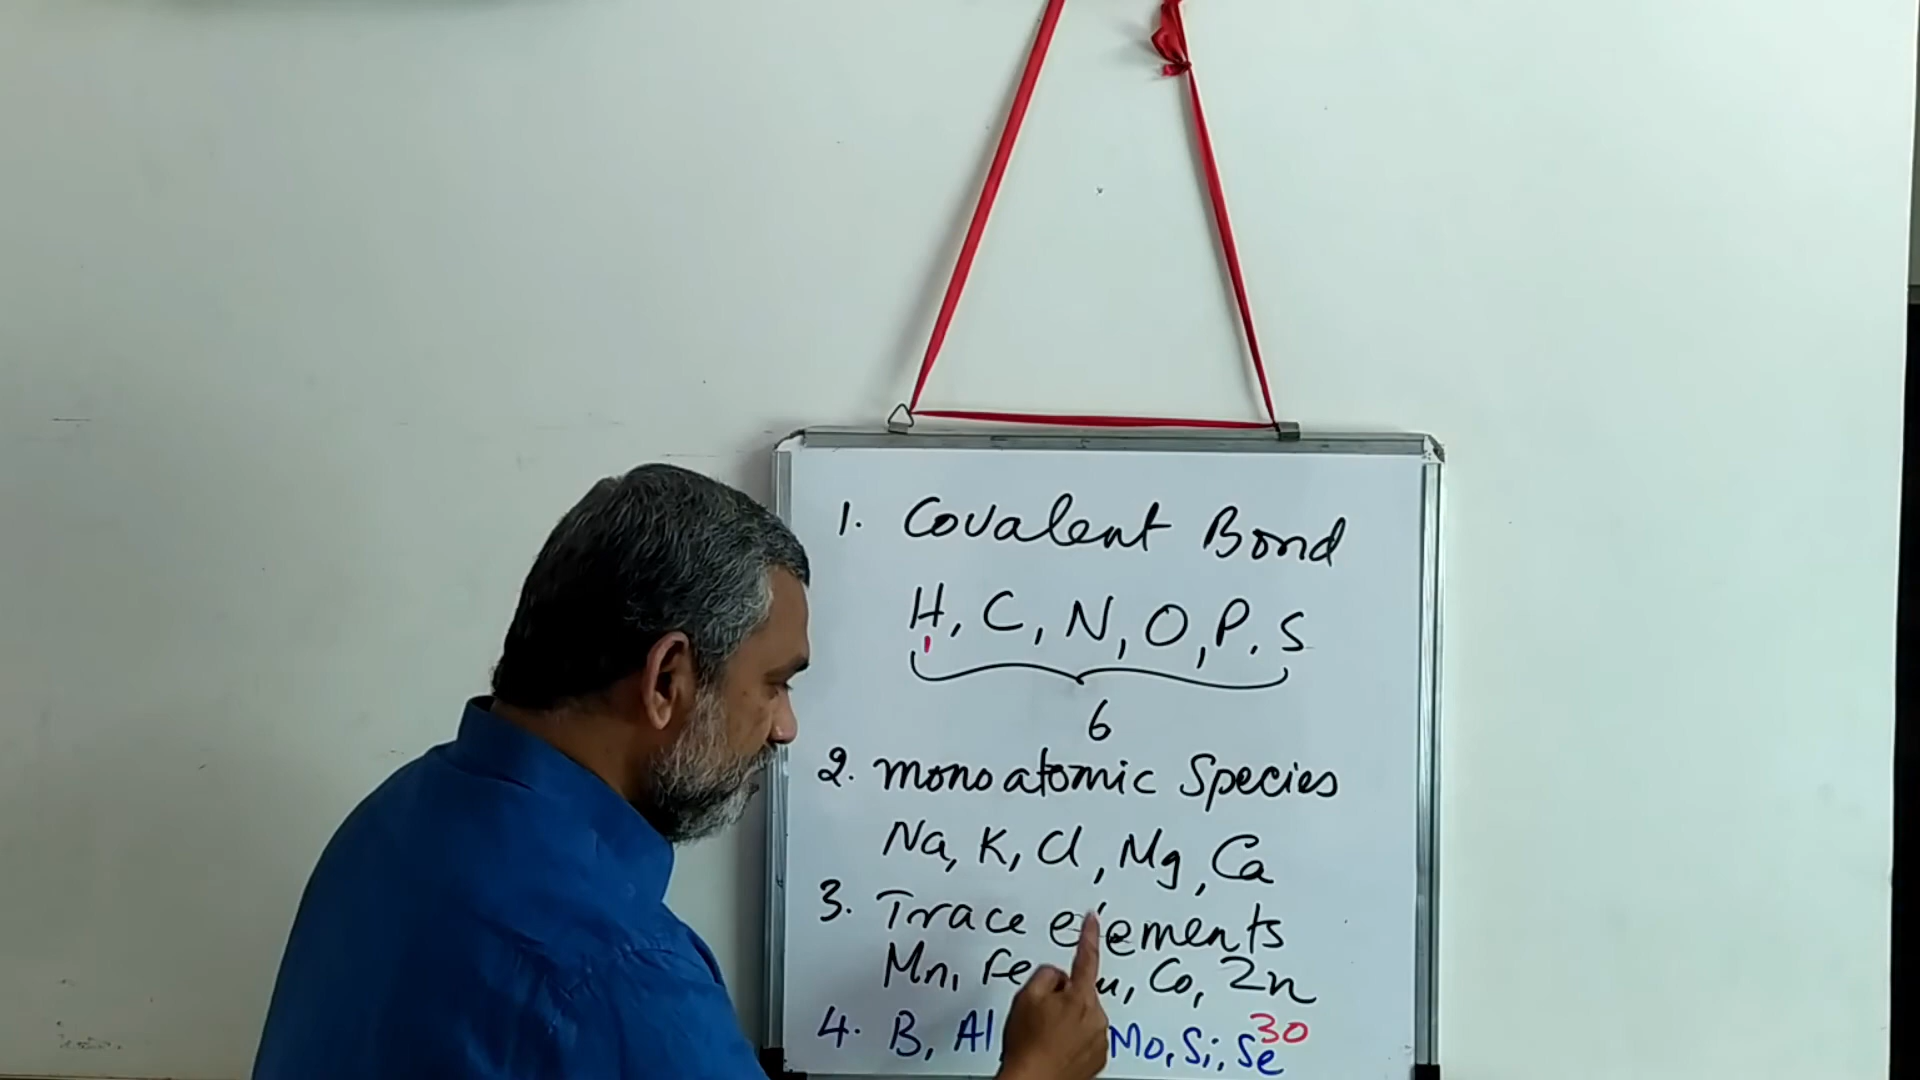 1. Covalent Bond
H, C, N, O, P, S
6
2. monoatomic Species
Na, K, Cl, Mg, Ca
3. Trace elements
Mn, Fe, Co, Zn
4. B, Al, Mo, Si, Se 30